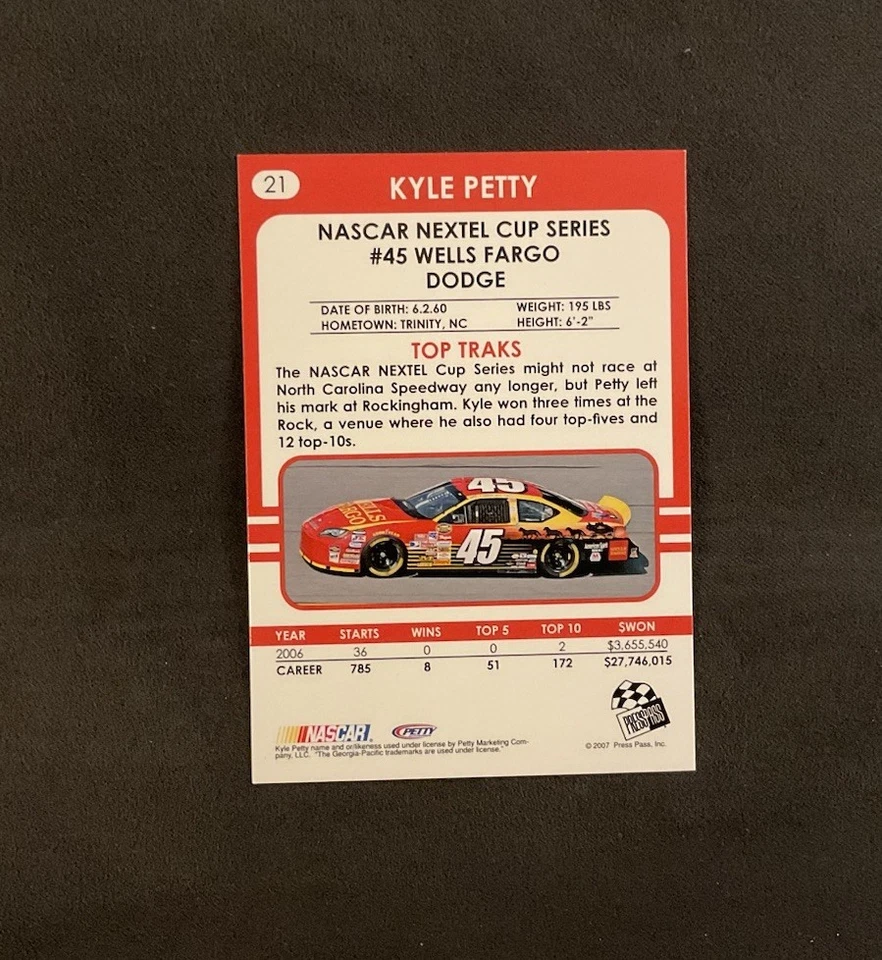 21
KYLE PETTY
NASCAR NEXTEL CUP SERIES
#45 WELLS FARGO
DODGE
DATE OF BIRTH: 6.2.60 WEIGHT: 195 LBS
HOMETOWN: TRINITY, NC HEIGHT: 6'-2"
TOP TRAKS
The NASCAR NEXTEL Cup Series might not race at
North Carolina Speedway any longer, but Petty left
his mark at Rockingham. Kyle won three times at the
Rock, a venue where he also had four top-fives and
12 top-10s.
45
WELLS
FARGO
45
YEAR STARTS WINS TOP 5 TOP 10 $WON
2006 36 0 0 2 $3,655,540
CAREER 785 8 51 172 $27,746,015
PRESS PASS
NASCAR PETTY
Kyle Petty name and or/likeness used under license by Petty Marketing Com-
pany, LLC. "The Georgia-Pacific trademarks are used under license."
© 2007 Press Pass, Inc.